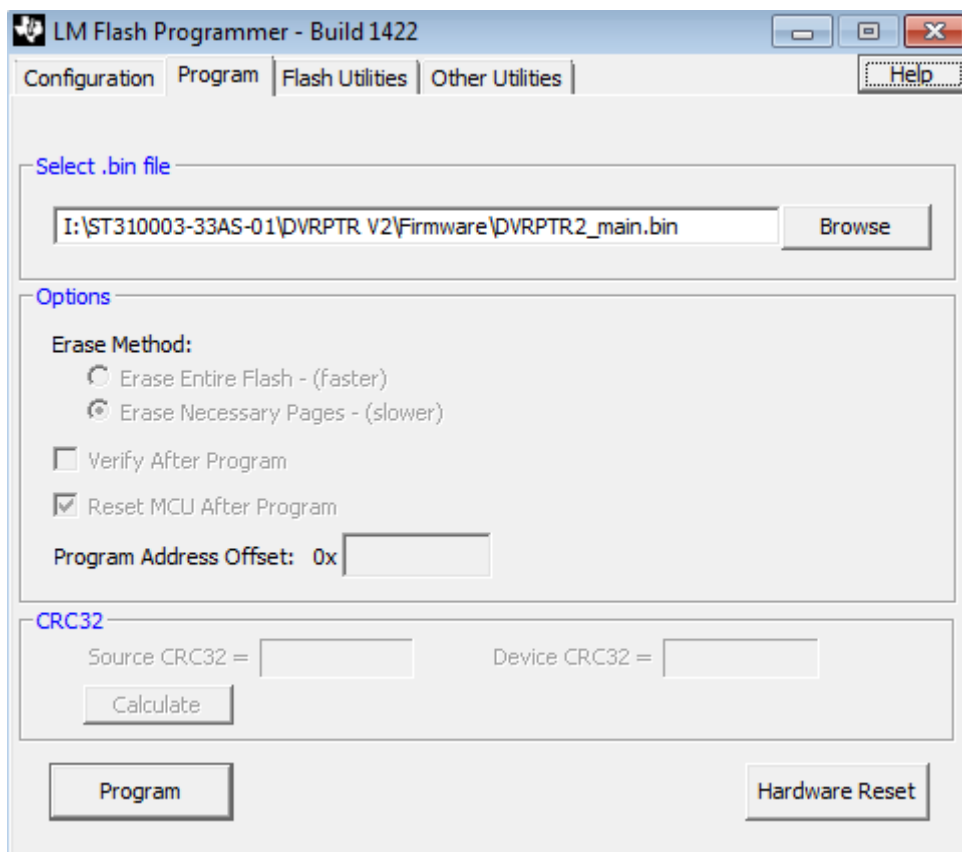 LM Flash Programmer - Build 1422
Configuration Program Flash Utilities Other Utilities Help
Select .bin file
I:\ST310003-33AS-01\DVRPTR V2\Firmware\DVRPTR2_main.bin Browse
Options
Erase Method:
Erase Entire Flash - (faster)
Erase Necessary Pages - (slower)
Verify After Program
Reset MCU After Program
Program Address Offset: 0x
CRC32
Source CRC32 = Device CRC32 =
Calculate
Program Hardware Reset